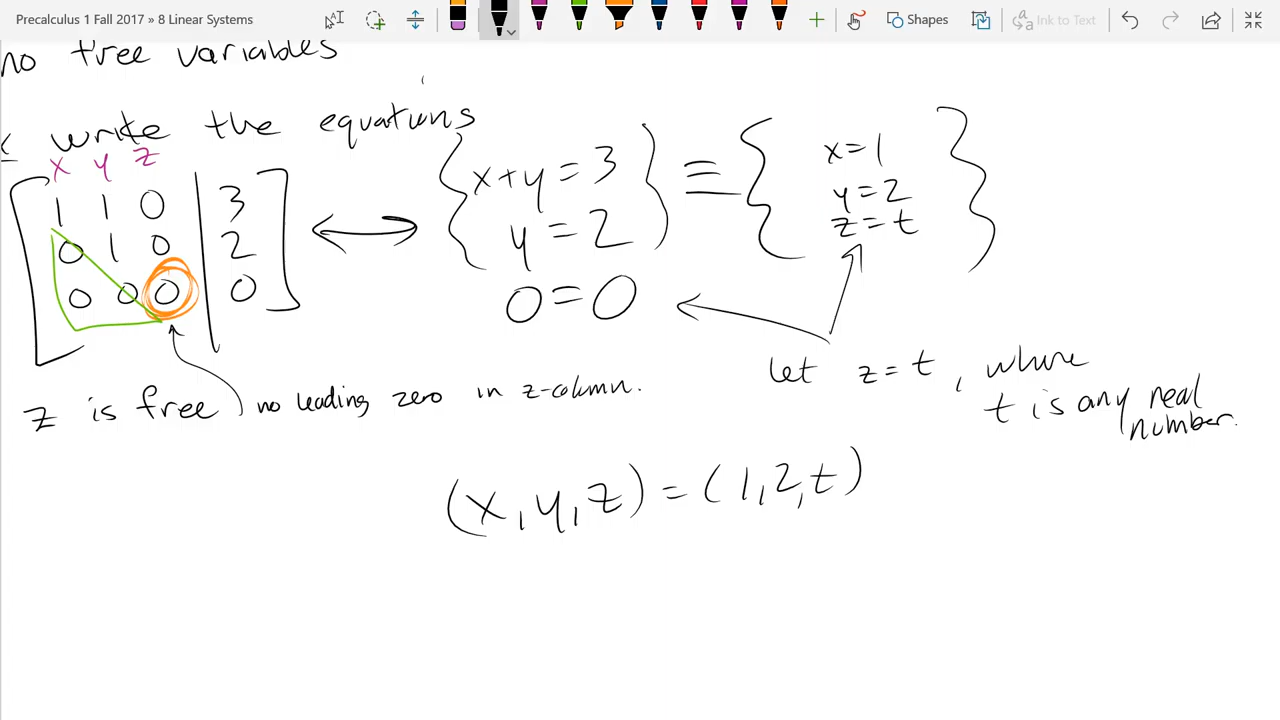 Precalculus 1 Fall 2017 » 8 Linear Systems
Shapes
Ink to Text
no free variables
write the equations
x y z
1 1 0 | 3
0 1 0 | 2
0 0 0 | 0
x+y=3
y=2
0=0
≡
x=1
y=2
z=t
z is free
no leading zero in z-column.
let z=t, where
t is any real
number.
(x,y,z)=(1,2,t)